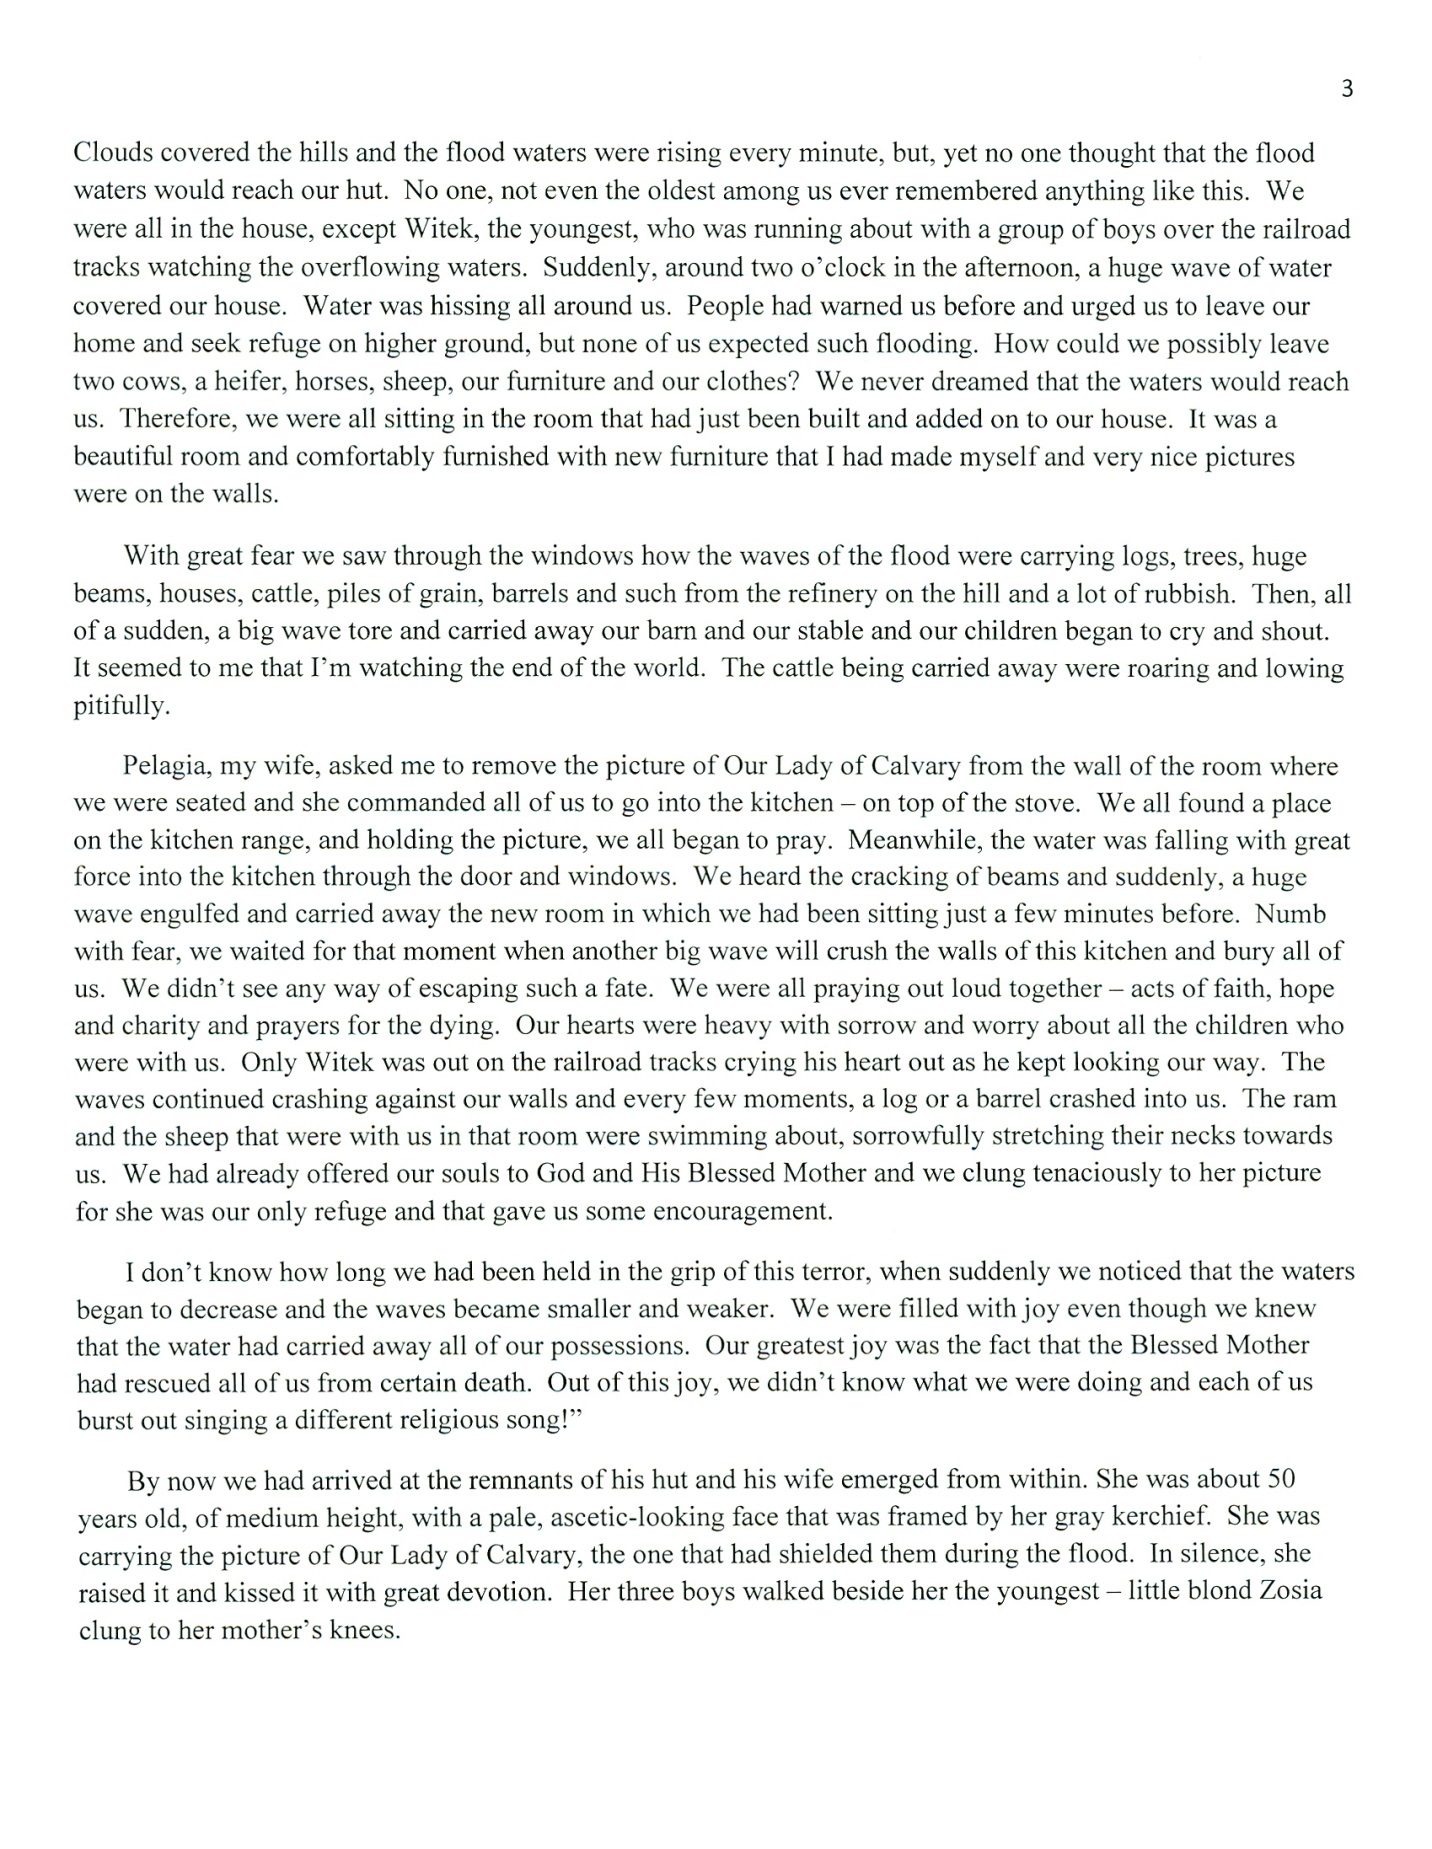 3
Clouds covered the hills and the flood waters were rising every minute, but, yet no one thought that the flood
waters would reach our hut.  No one, not even the oldest among us ever remembered anything like this.  We
were all in the house, except Witek, the youngest, who was running about with a group of boys over the railroad
tracks watching the overflowing waters.  Suddenly, around two o’clock in the afternoon, a huge wave of water
covered our house.  Water was hissing all around us.  People had warned us before and urged us to leave our
home and seek refuge on higher ground, but none of us expected such flooding.  How could we possibly leave
two cows, a heifer, horses, sheep, our furniture and our clothes?  We never dreamed that the waters would reach
us.  Therefore, we were all sitting in the room that had just been built and added on to our house.  It was a
beautiful room and comfortably furnished with new furniture that I had made myself and very nice pictures
were on the walls.
With great fear we saw through the windows how the waves of the flood were carrying logs, trees, huge
beams, houses, cattle, piles of grain, barrels and such from the refinery on the hill and a lot of rubbish.  Then, all
of a sudden, a big wave tore and carried away our barn and our stable and our children began to cry and shout.
It seemed to me that I’m watching the end of the world.  The cattle being carried away were roaring and lowing
pitifully.
Pelagia, my wife, asked me to remove the picture of Our Lady of Calvary from the wall of the room where
we were seated and she commanded all of us to go into the kitchen – on top of the stove.  We all found a place
on the kitchen range, and holding the picture, we all began to pray.  Meanwhile, the water was falling with great
force into the kitchen through the door and windows.  We heard the cracking of beams and suddenly, a huge
wave engulfed and carried away the new room in which we had been sitting just a few minutes before.  Numb
with fear, we waited for that moment when another big wave will crush the walls of this kitchen and bury all of
us.  We didn’t see any way of escaping such a fate.  We were all praying out loud together – acts of faith, hope
and charity and prayers for the dying.  Our hearts were heavy with sorrow and worry about all the children who
were with us.  Only Witek was out on the railroad tracks crying his heart out as he kept looking our way.  The
waves continued crashing against our walls and every few moments, a log or a barrel crashed into us.  The ram
and the sheep that were with us in that room were swimming about, sorrowfully stretching their necks towards
us.  We had already offered our souls to God and His Blessed Mother and we clung tenaciously to her picture
for she was our only refuge and that gave us some encouragement.
I don’t know how long we had been held in the grip of this terror, when suddenly we noticed that the waters
began to decrease and the waves became smaller and weaker.  We were filled with joy even though we knew
that the water had carried away all of our possessions.  Our greatest joy was the fact that the Blessed Mother
had rescued all of us from certain death.  Out of this joy, we didn’t know what we were doing and each of us
burst out singing a different religious song!”
By now we had arrived at the remnants of his hut and his wife emerged from within. She was about 50
years old, of medium height, with a pale, ascetic-looking face that was framed by her gray kerchief.  She was
carrying the picture of Our Lady of Calvary, the one that had shielded them during the flood.  In silence, she
raised it and kissed it with great devotion.  Her three boys walked beside her the youngest – little blond Zosia
clung to her mother’s knees.